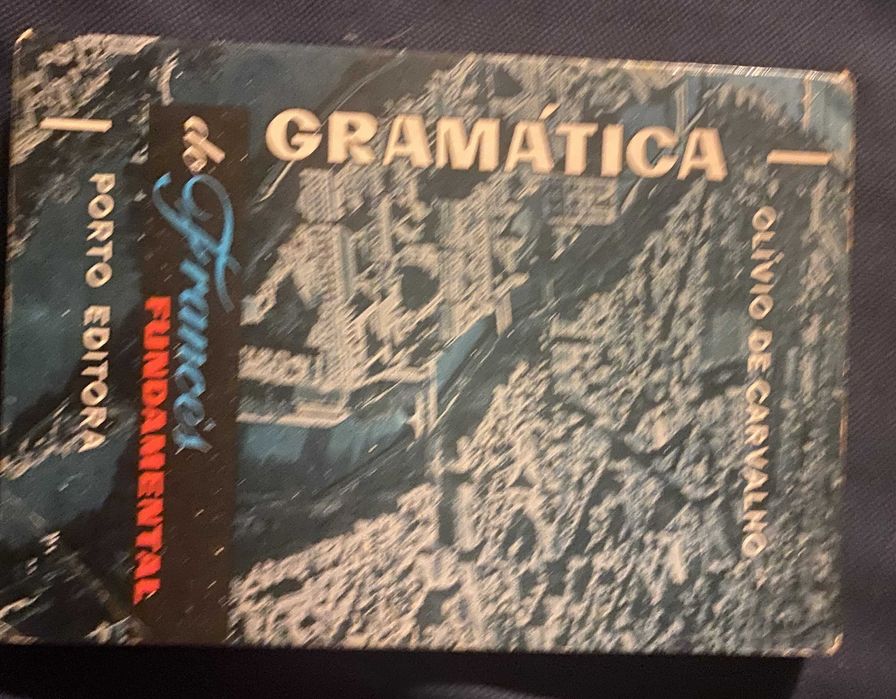 OLÍVIO DE CARVALHO
GRAMÁTICA
do Francês
FUNDAMENTAL
PORTO EDITORA